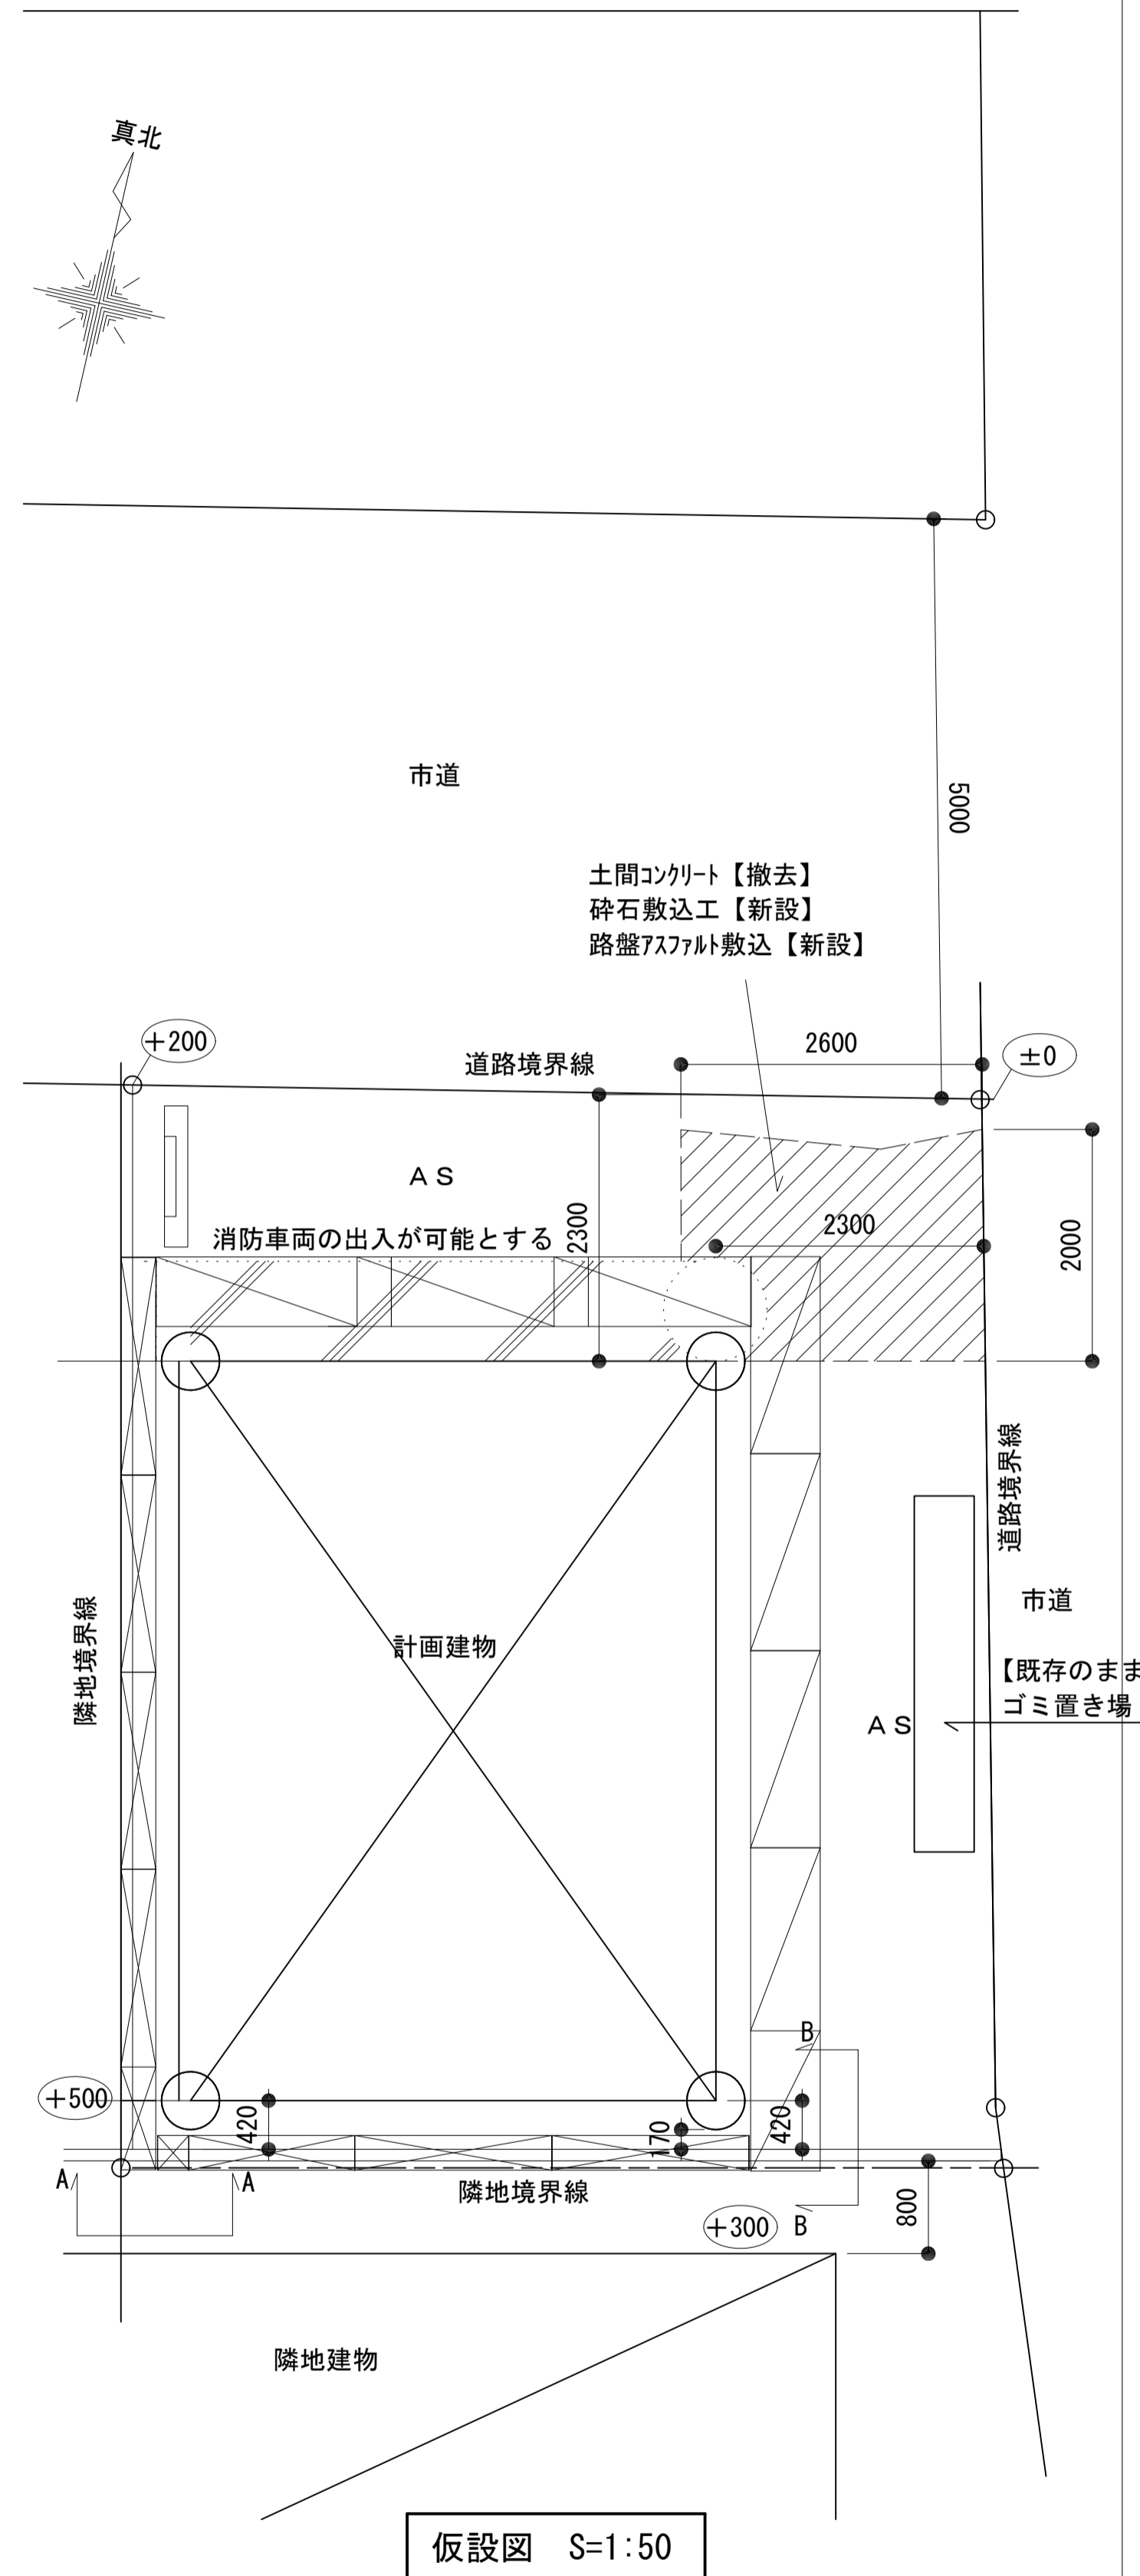 真北
市道
5000
土間ｺﾝｸﾘｰﾄ【撤去】
砕石敷込工【新設】
路盤ｱｽﾌｧﾙﾄ敷込【新設】
+200
道路境界線
2600
±0
ＡＳ
消防車両の出入が可能とする
2300
2300
2000
道路境界線
市道
隣地境界線
計画建物
【既存のまま
ゴミ置き場
ＡＳ
B
+500
420
170
420
A
A
隣地境界線
+300
B
800
隣地建物
仮設図　S=1:50